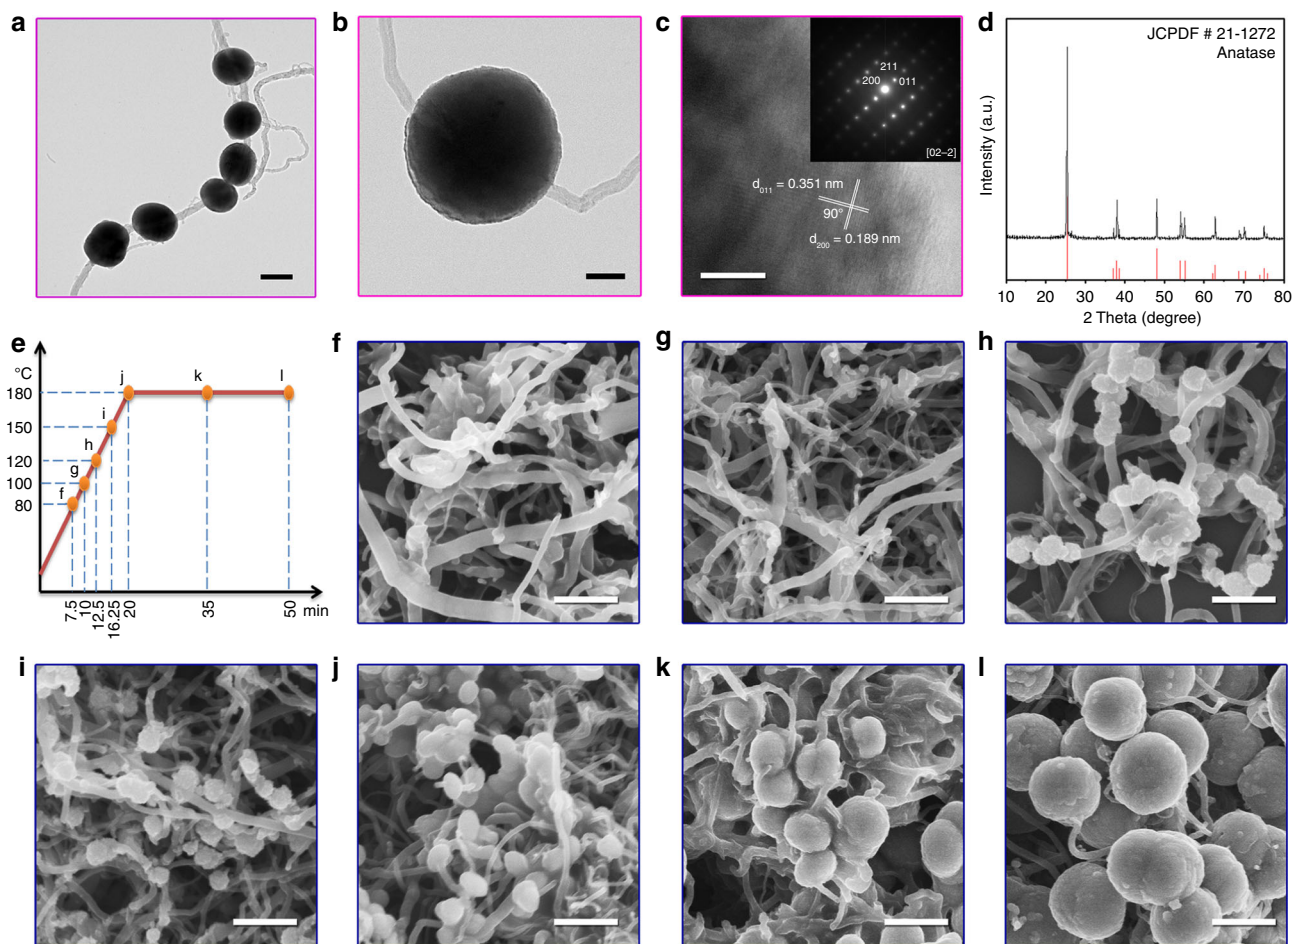 a
b
c
211
200
011
[02–2]
d011 = 0.351 nm
90°
d200 = 0.189 nm
d
JCPDF # 21-1272
Anatase
Intensity (a.u.)
10 20 30 40 50 60 70 80
2 Theta (degree)
e
°C
180
150
120
100
80
f
g
h
i
j
k
l
7.5
10
12.5
16.25
20
35
50
min
f
g
h
i
j
k
l